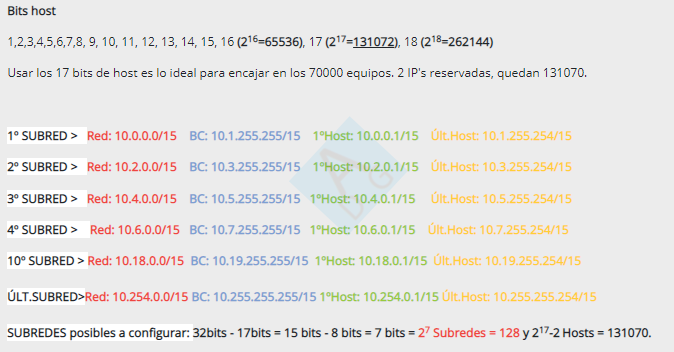 Bits host
1,2,3,4,5,6,7,8, 9, 10, 11, 12, 13, 14, 15, 16 (2¹⁶=65536), 17 (2¹⁷=131072), 18 (2¹⁸=262144)
Usar los 17 bits de host es lo ideal para encajar en los 70000 equipos. 2 IP's reservadas, quedan 131070.
1º SUBRED > Red: 10.0.0.0/15 BC: 10.1.255.255/15 1ºHost: 10.0.0.1/15 Últ.Host: 10.1.255.254/15
2º SUBRED > Red: 10.2.0.0/15 BC: 10.3.255.255/15 1ºHost: 10.2.0.1/15 Últ.Host: 10.3.255.254/15
3º SUBRED > Red: 10.4.0.0/15 BC: 10.5.255.255/15 1ºHost: 10.4.0.1/15 Últ.Host: 10.5.255.254/15
4º SUBRED > Red: 10.6.0.0/15 BC: 10.7.255.255/15 1ºHost: 10.6.0.1/15 Últ.Host: 10.7.255.254/15
10º SUBRED > Red: 10.18.0.0/15 BC: 10.19.255.255/15 1ºHost: 10.18.0.1/15 Últ.Host: 10.19.255.254/15
ÚLT.SUBRED>Red: 10.254.0.0/15 BC: 10.255.255.255/15 1ºHost: 10.254.0.1/15 Últ.Host: 10.255.255.254/15
SUBREDES posibles a configurar: 32bits - 17bits = 15 bits - 8 bits = 7 bits = 2⁷ Subredes = 128 y 2¹⁷-2 Hosts = 131070.